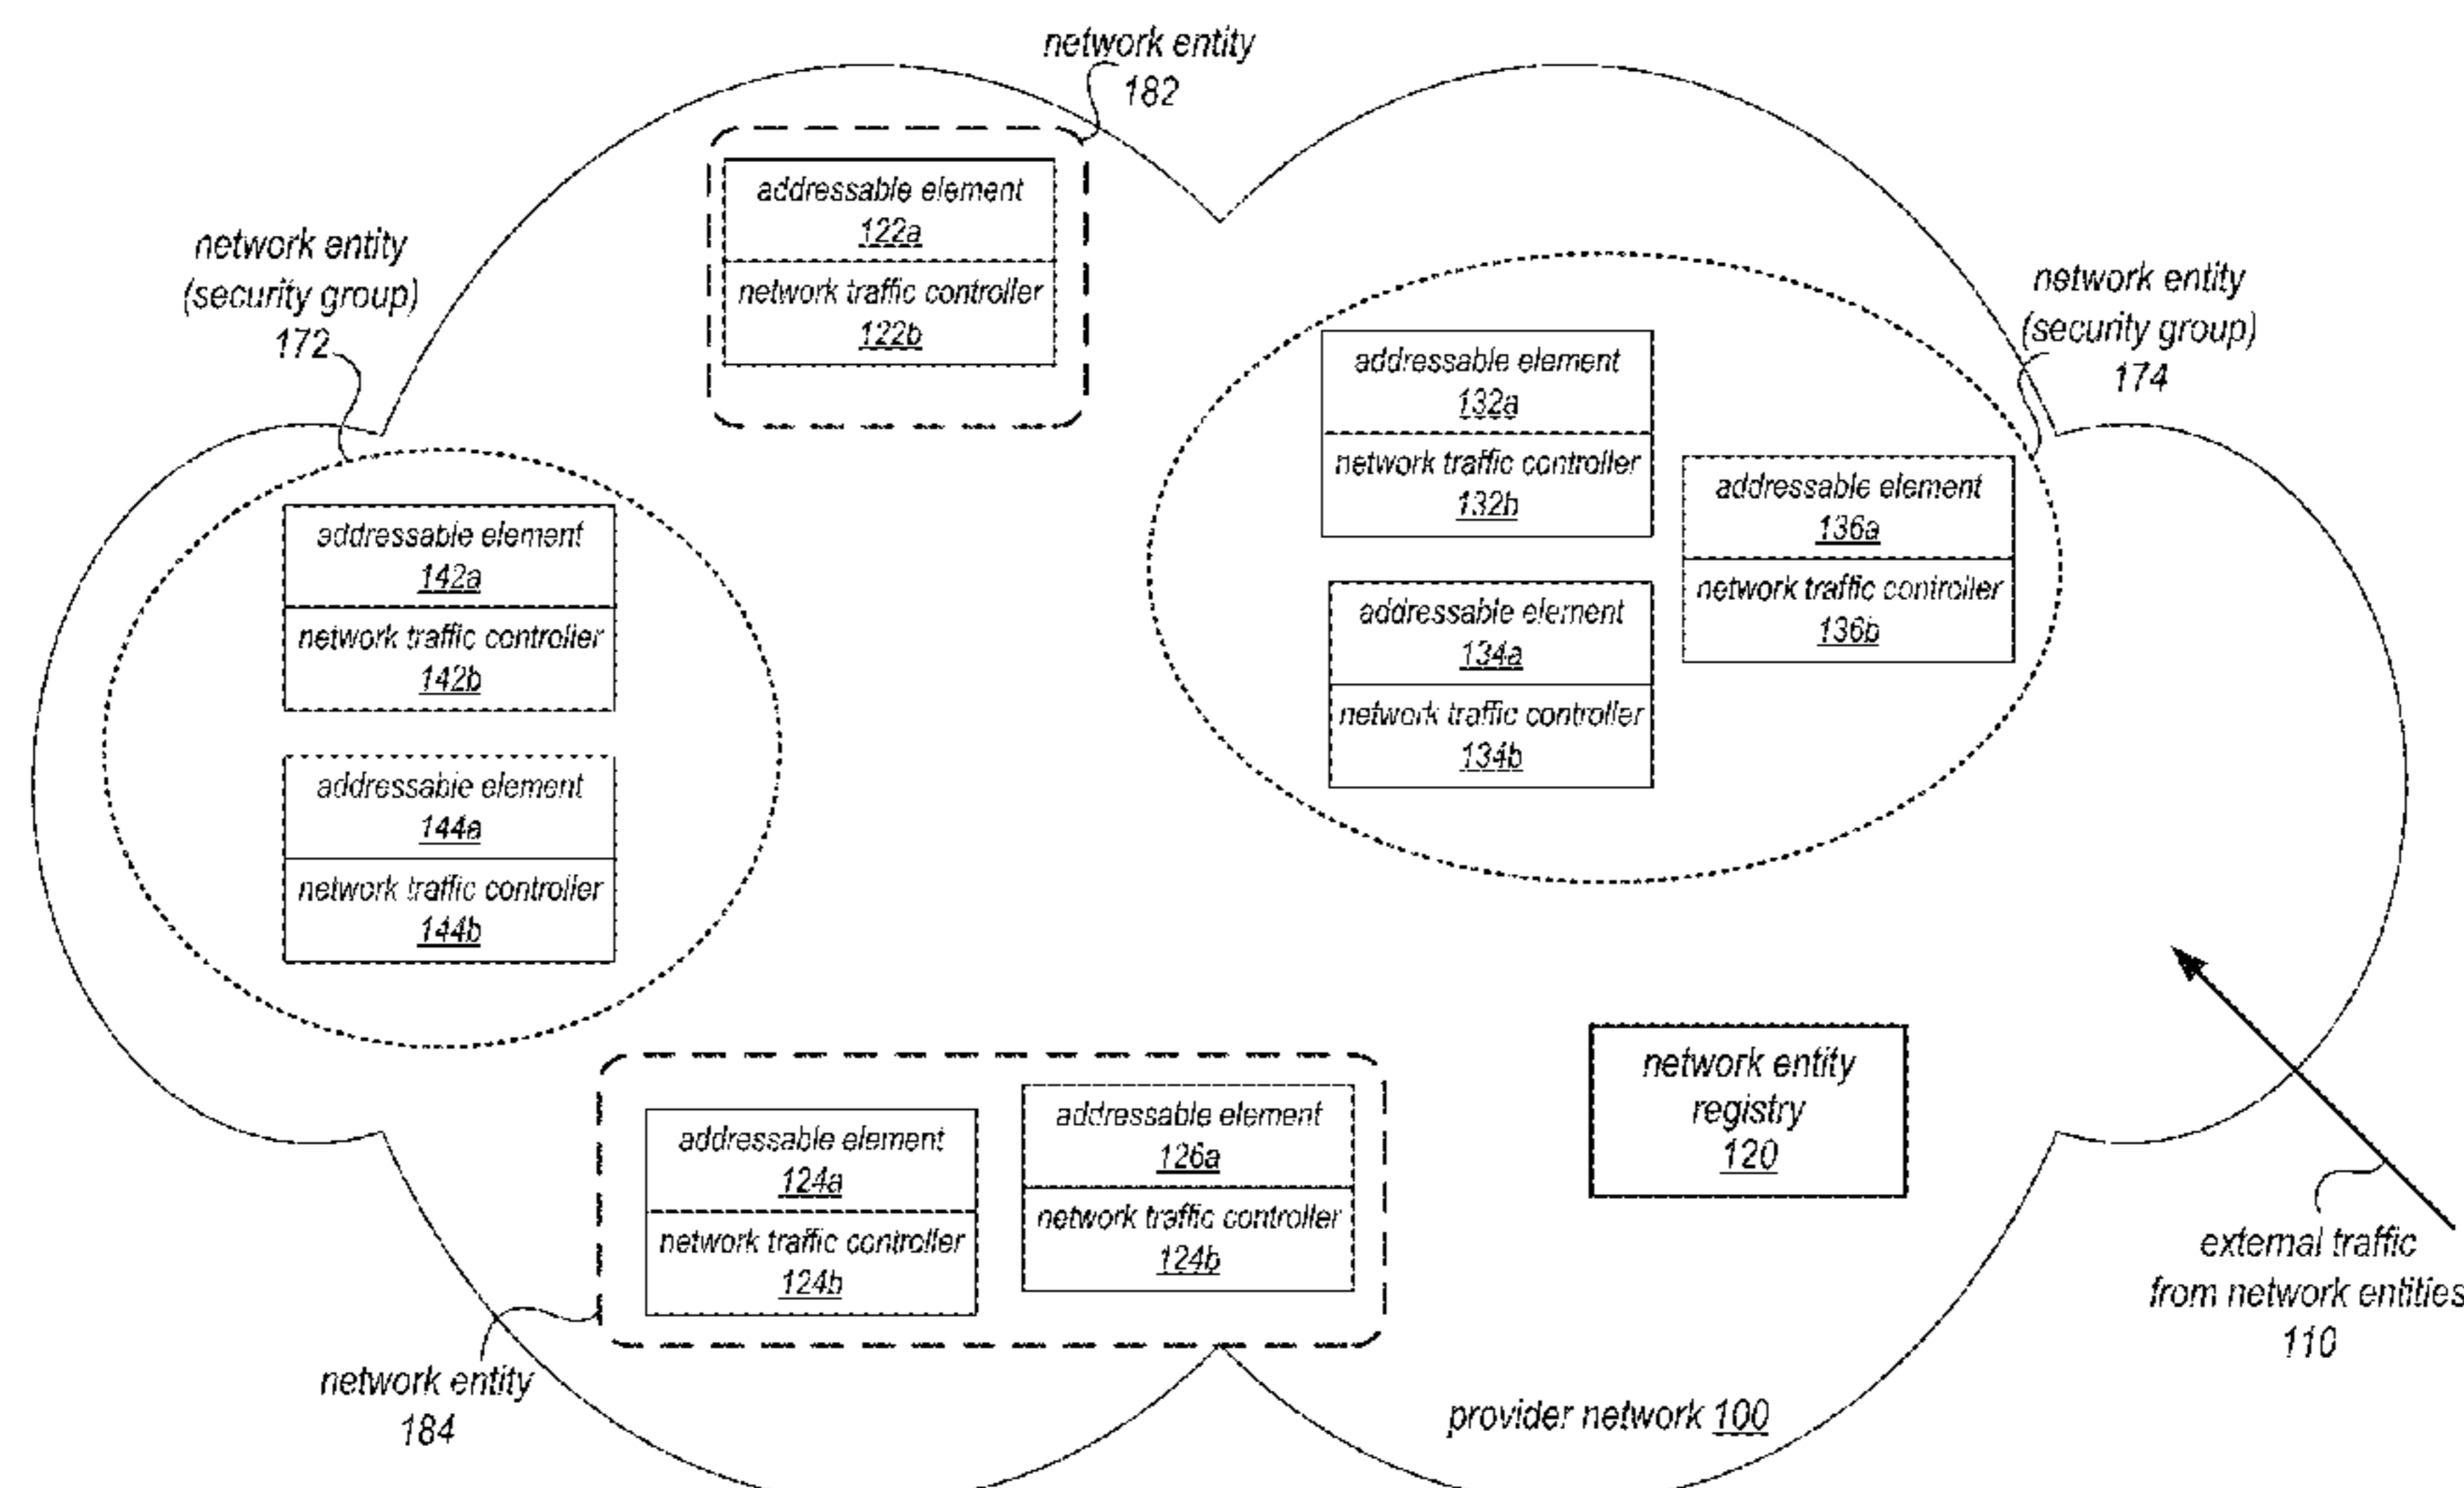 network entity
182
addressable element
122a
network traffic controller
122b
network entity
(security group)
172
network entity
(security group)
174
addressable element
132a
network traffic controller
132b
addressable element
136a
network traffic controller
136b
addressable element
134a
network traffic controller
134b
addressable element
142a
network traffic controller
142b
addressable element
144a
network traffic controller
144b
addressable element
124a
network traffic controller
124b
addressable element
126a
network traffic controller
124b
network entity
registry
120
external traffic
from network entities
110
network entity
184
provider network 100